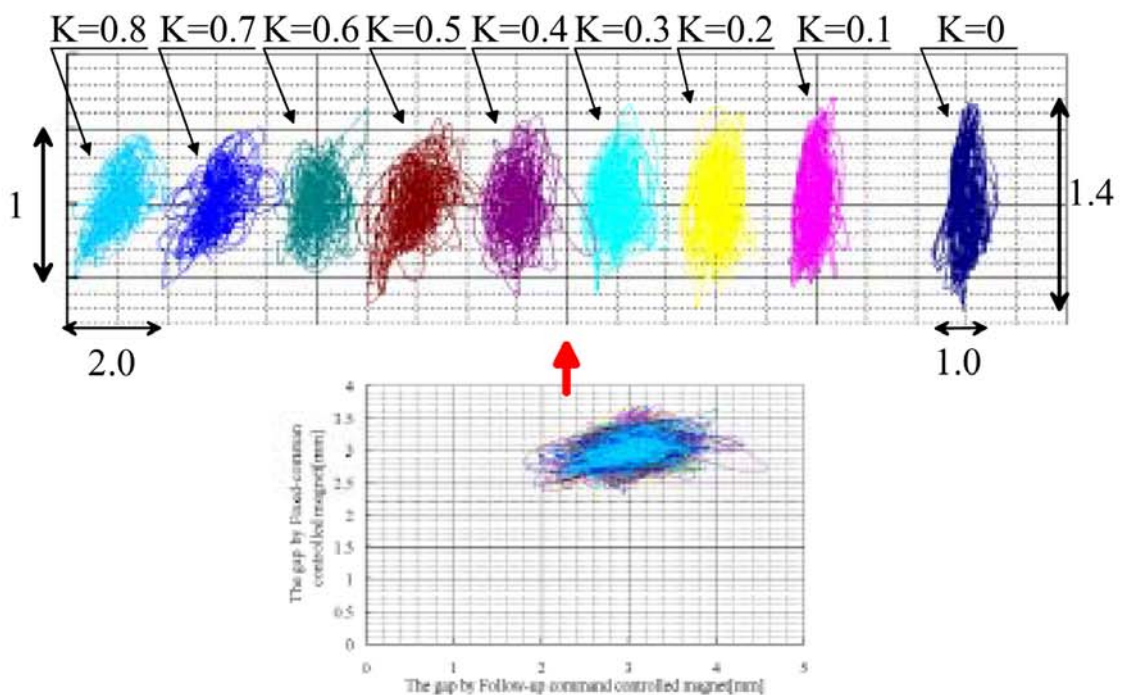 K=0.8 K=0.7 K=0.6 K=0.5 K=0.4 K=0.3 K=0.2 K=0.1 K=0
1
1.4
2.0
1.0
4
3.5
3
2.5
2
1.5
1
0.5
0
0 1 2 3 4 5
The gap by Fixed-comman
controlled magnet[mm]
The gap by Follow-up command controlled magnet[mm]